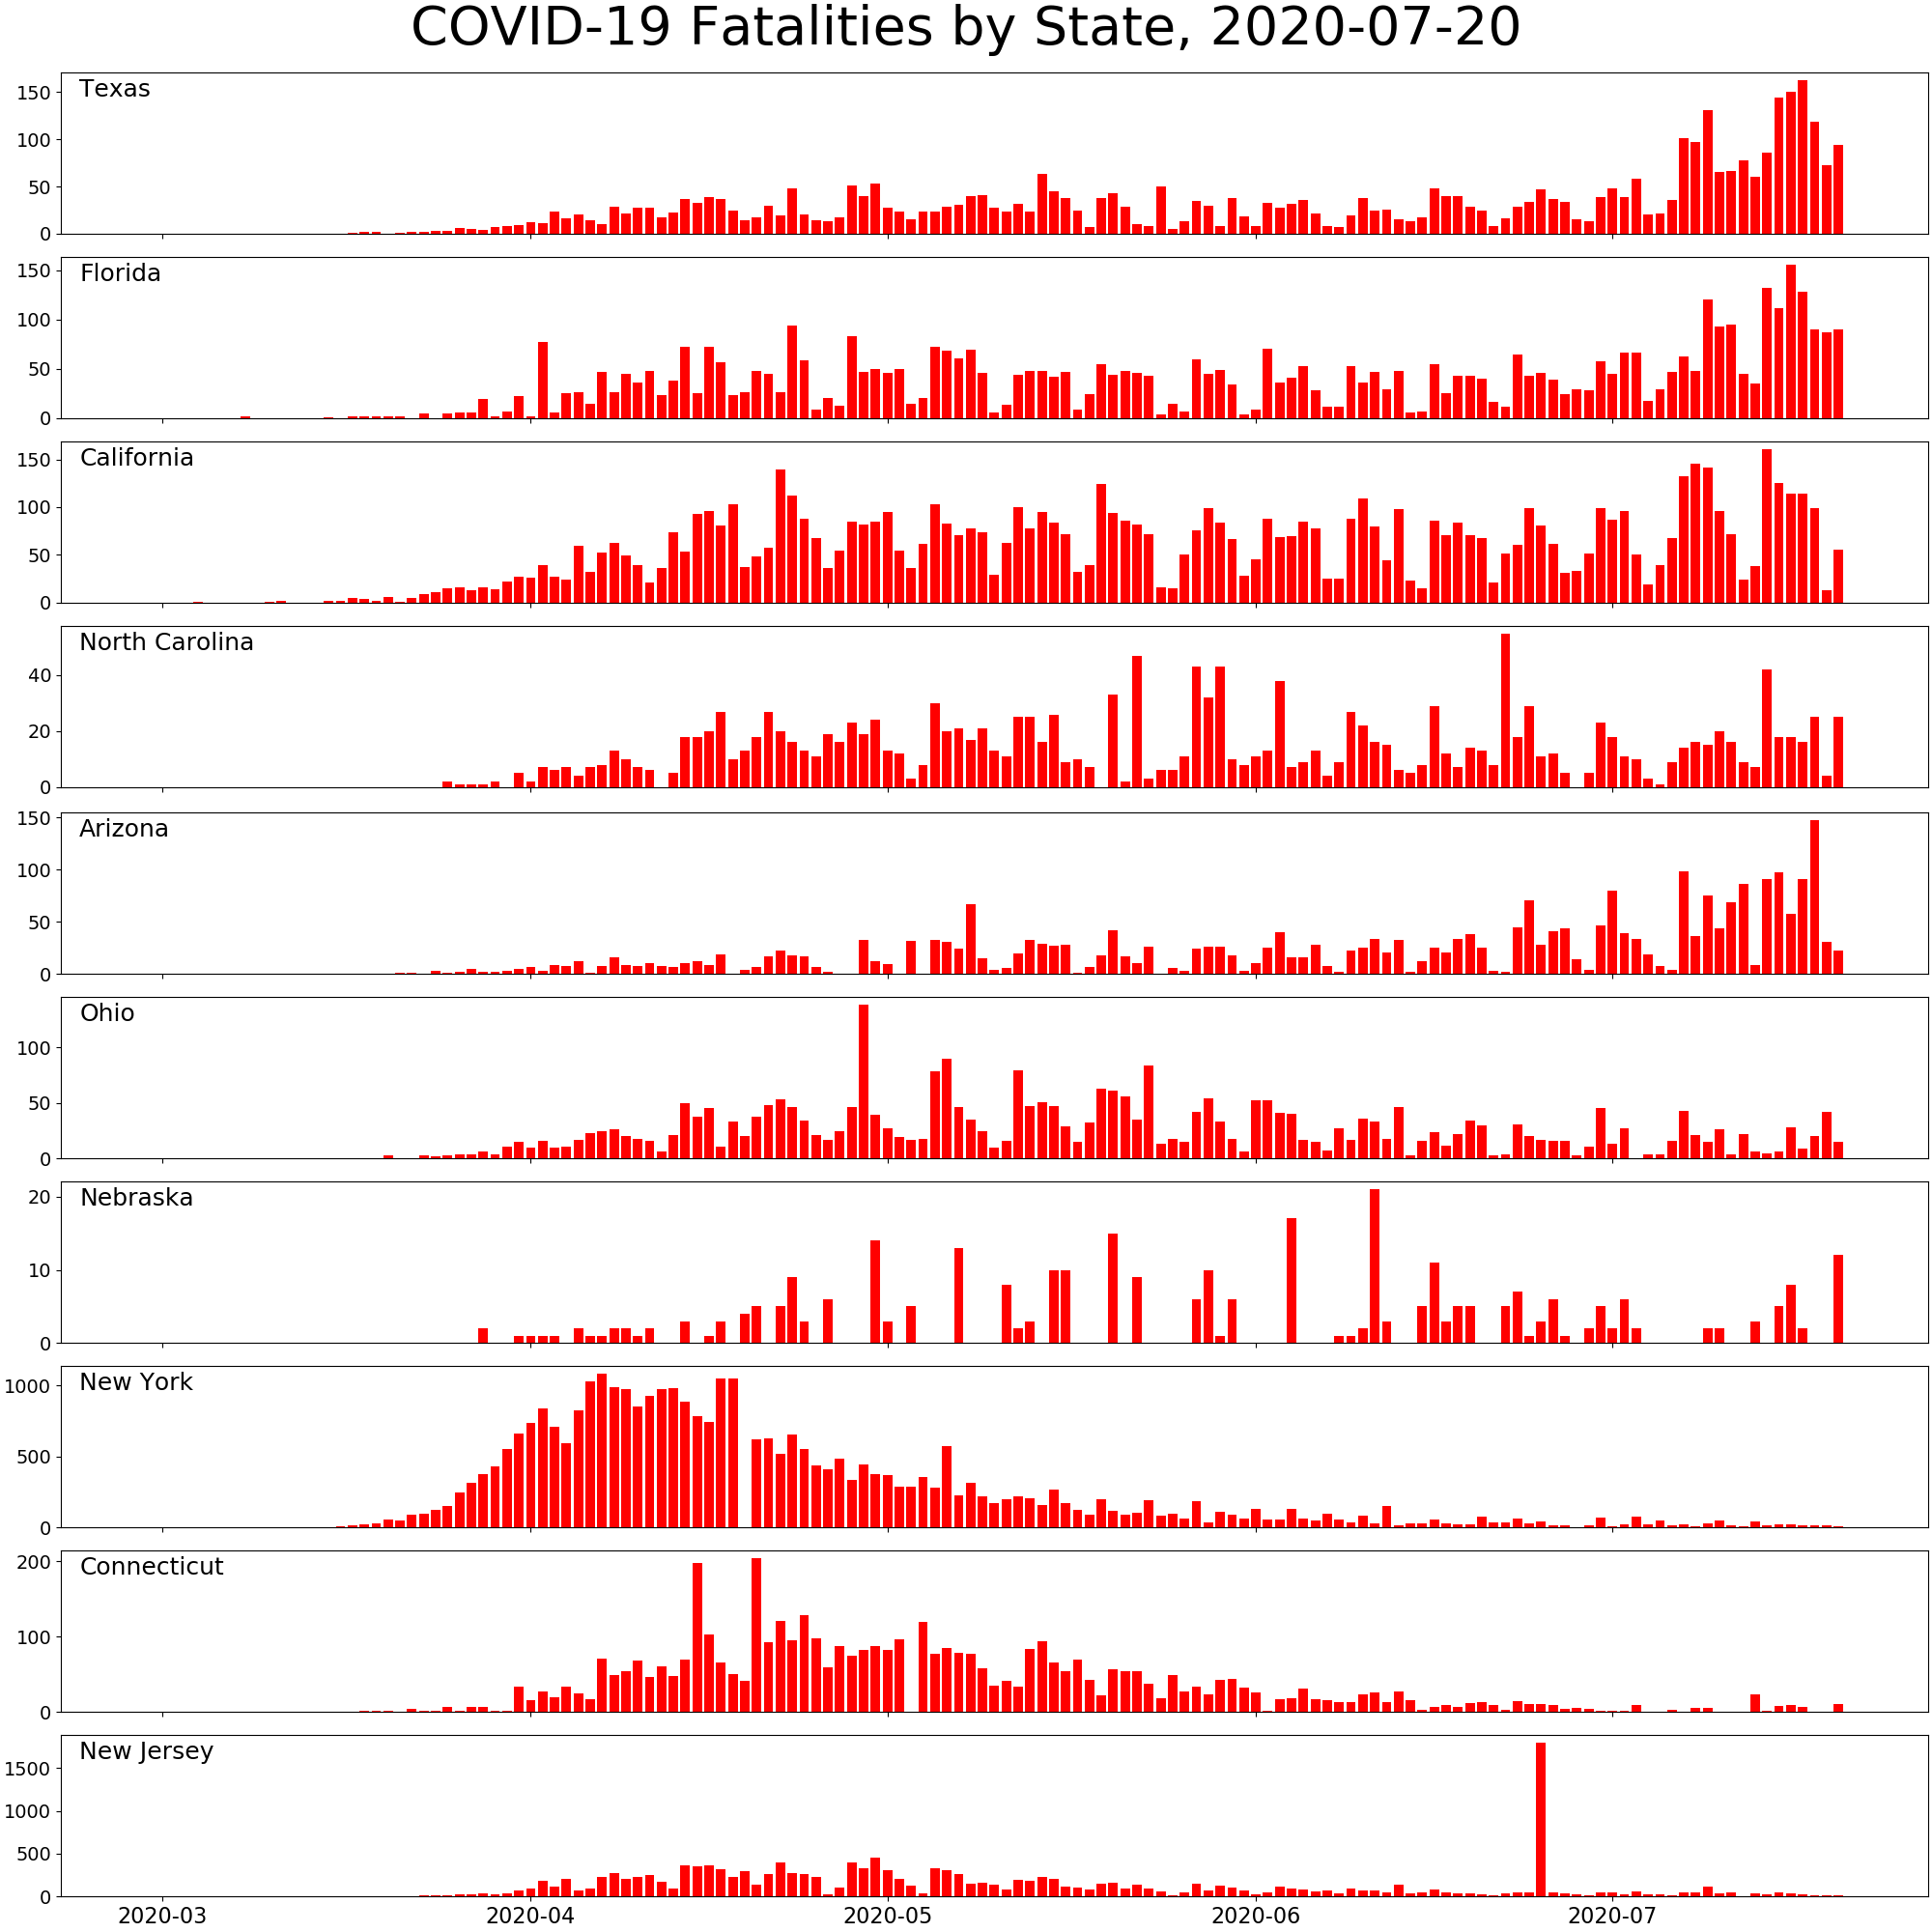 COVID-19 Fatalities by State, 2020-07-20
Texas
150
100
50
0
Florida
150
100
50
0
California
150
100
50
0
North Carolina
40
20
0
Arizona
150
100
50
0
Ohio
100
50
0
Nebraska
20
10
0
New York
1000
500
0
Connecticut
200
100
0
New Jersey
1500
1000
500
0
2020-03 2020-04 2020-05 2020-06 2020-07